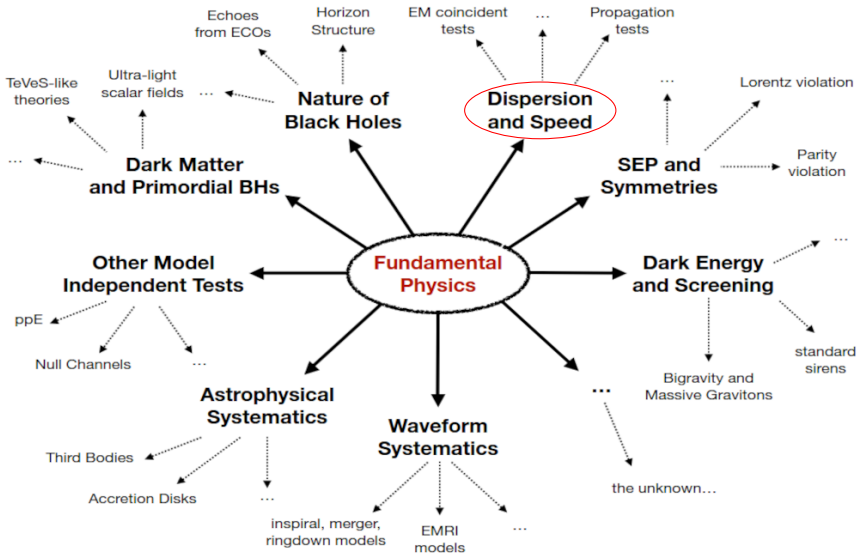 Echoes
from ECOs
Horizon
Structure
EM coincident
tests
...
Propagation
tests
TeVeS-like
theories
Ultra-light
scalar fields
...
Nature of
Black Holes
Dispersion
and Speed
...
Lorentz violation
...
Dark Matter
and Primordial BHs
SEP and
Symmetries
Parity
violation
Fundamental
Physics
Other Model
Independent Tests
Dark Energy
and Screening
...
ppE
Null Channels
...
standard
sirens
Bigravity and
Massive Gravitons
Astrophysical
Systematics
Waveform
Systematics
...
Third Bodies
Accretion Disks
...
the unknown...
inspiral, merger,
ringdown models
EMRI
models
...